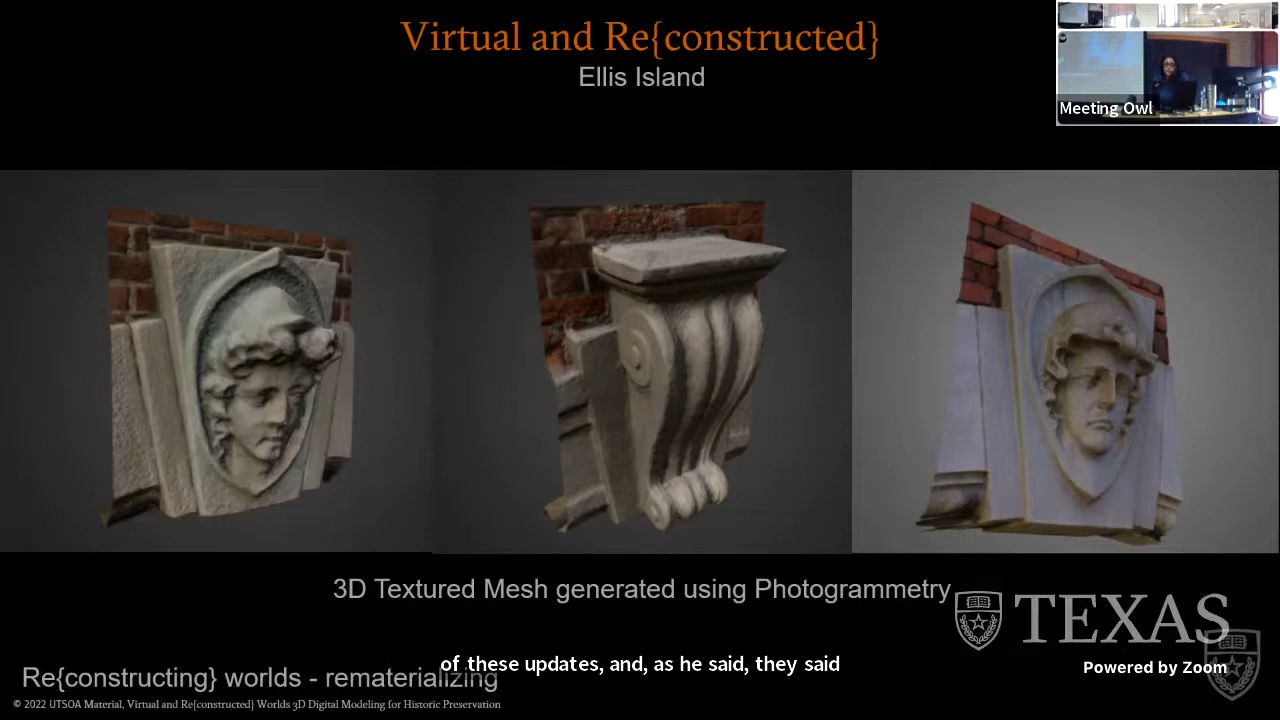 Virtual and Re{constructed}
Ellis Island
Meeting Owl
3D Textured Mesh generated using Photogrammetry
TEXAS
of these updates, and, as he said, they said
Powered by Zoom
Re{constructing} worlds - rematerializing
© 2022 UTSOA Material, Virtual and Re{constructed} Worlds 3D Digital Modeling for Historic Preservation